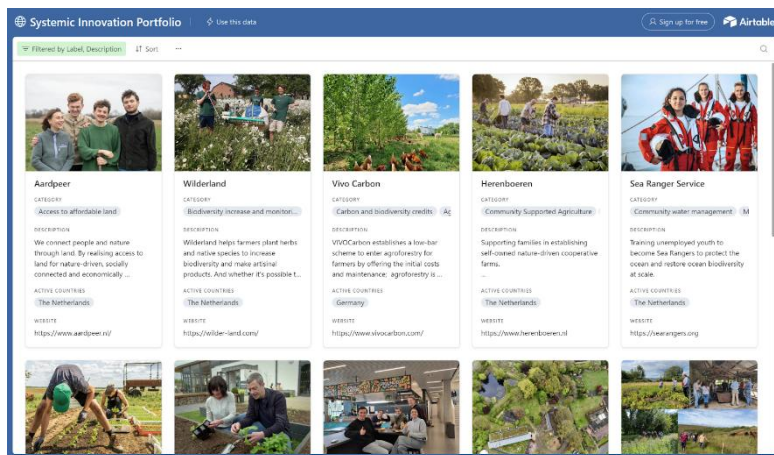 Systemic Innovation Portfolio
Use this data
Sign up for free
Airtable
Filtered by Label, Description
Sort
Aardpeer
CATEGORY
Access to affordable land
DESCRIPTION
We connect people and nature
through land. By realising access to
land for nature-driven, socially
connected and economically ...
ACTIVE COUNTRIES
The Netherlands
WEBSITE
https://www.aardpeer.nl/
Wilderland
CATEGORY
Biodiversity increase and monitori...
DESCRIPTION
Wilderland helps farmers plant herbs
and native species to increase
biodiversity and make artisinal
products. And whether it's possible t...
ACTIVE COUNTRIES
The Netherlands
WEBSITE
https://wilder-land.com/
Vivo Carbon
CATEGORY
Carbon and biodiversity credits Ag
DESCRIPTION
VIVOCarbon establishes a low-bar
scheme to enter agroforestry for
farmers by offering the initial costs
and maintenance; agroforestry is ...
ACTIVE COUNTRIES
Germany
WEBSITE
https://www.vivocarbon.com/
Herenboeren
CATEGORY
Community Supported Agriculture
DESCRIPTION
Supporting families in establishing
self-owned nature-driven cooperative
farms.
...
ACTIVE COUNTRIES
The Netherlands
WEBSITE
https://www.herenboeren.nl
Sea Ranger Service
CATEGORY
Community water management M
DESCRIPTION
Training unemployed youth to
become Sea Rangers to protect the
ocean and restore ocean biodiversity
at scale.
ACTIVE COUNTRIES
The Netherlands
WEBSITE
https://searangers.org